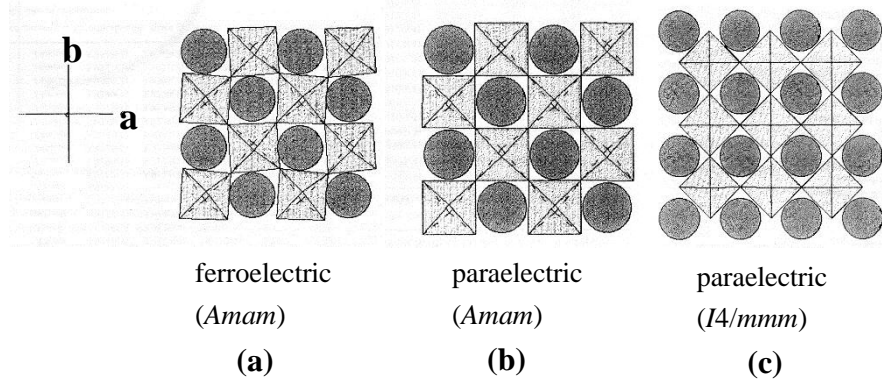 b
a
ferroelectric
(Amam)
(a)
paraelectric
(Amam)
(b)
paraelectric
(I4/mmm)
(c)